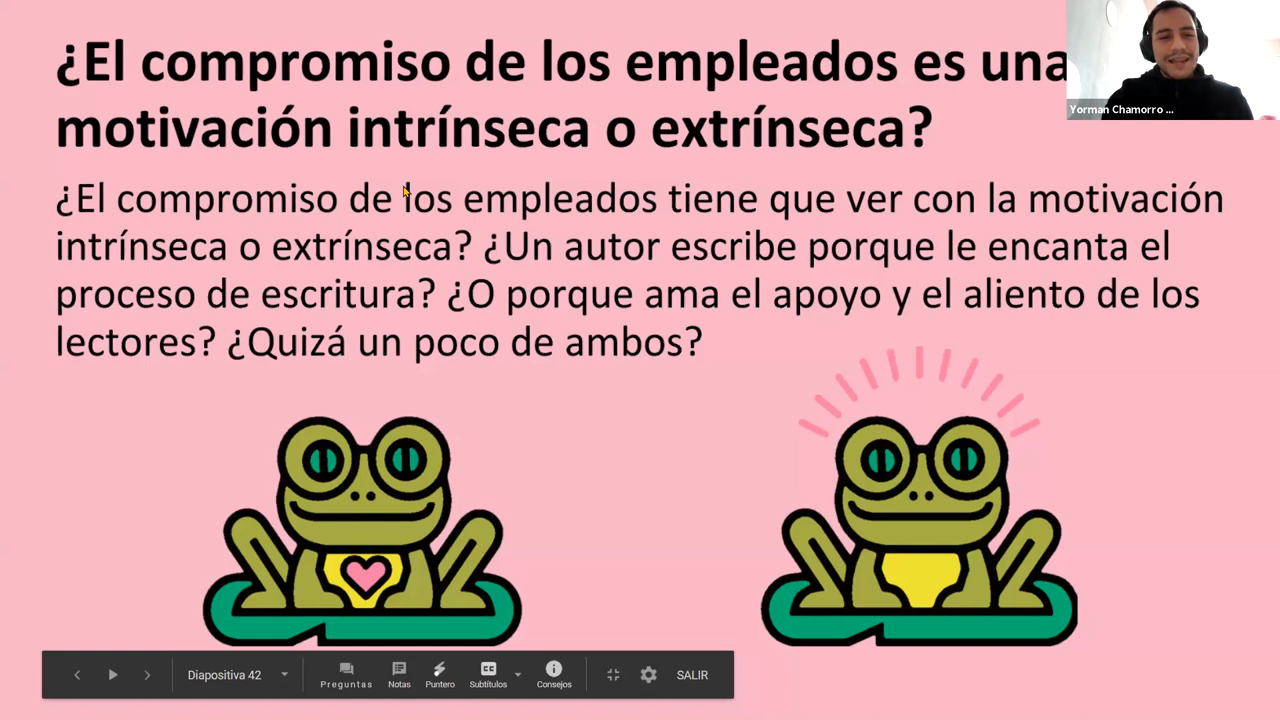 ¿El compromiso de los empleados es una
motivación intrínseca o extrínseca?
Yorman Chamorro ...
¿El compromiso de los empleados tiene que ver con la motivación
intrínseca o extrínseca? ¿Un autor escribe porque le encanta el
proceso de escritura? ¿O porque ama el apoyo y el aliento de los
lectores? ¿Quizá un poco de ambos?
Diapositiva 42
Preguntas
Notas
Puntero
Subtítulos
Consejos
SALIR